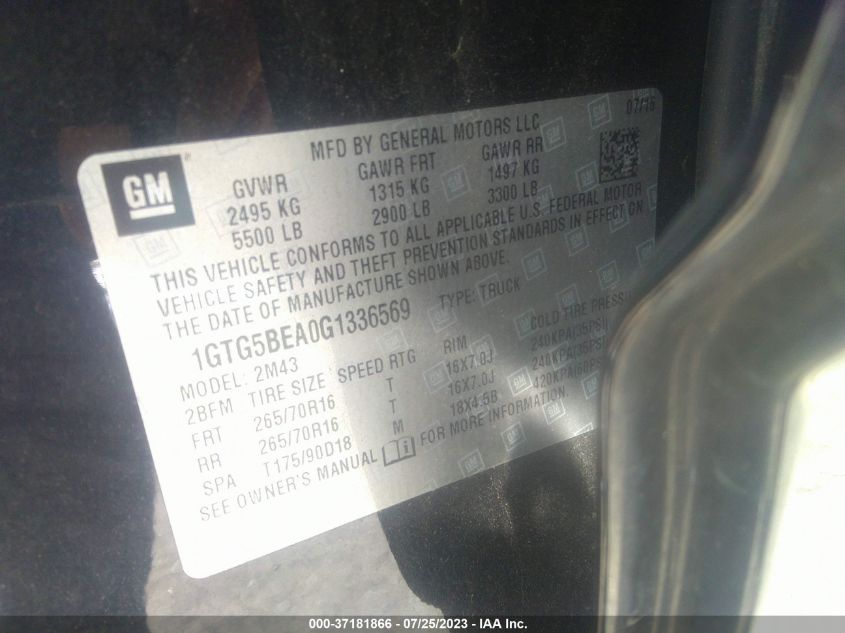 MFD BY GENERAL MOTORS LLC 07/15
GM
GVWR GAWR FRT GAWR RR
2495 KG 1315 KG 1497 KG
5500 LB 2900 LB 3300 LB
THIS VEHICLE CONFORMS TO ALL APPLICABLE U.S. FEDERAL MOTOR
VEHICLE SAFETY AND THEFT PREVENTION STANDARDS IN EFFECT ON
THE DATE OF MANUFACTURE SHOWN ABOVE.
1GTG5BEA0G1336569 TYPE: TRUCK
MODEL: 2M43
2BFM TIRE SIZE SPEED RTG RIM COLD TIRE PRESSU
FRT 265/70R16 T 16X7.0J 240KPA(35PSI)
RR 265/70R16 T 16X7.0J 240KPA(35PS
SPA T175/90D18 M 18X4.5B 420KPA(60PS
SEE OWNER'S MANUAL FOR MORE INFORMATION.
000-37181866 - 07/25/2023 - IAA Inc.